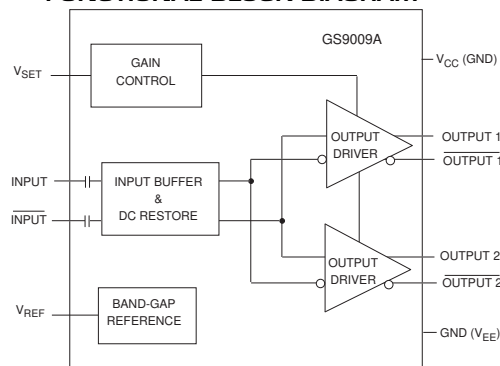 FUNCTIONAL BLOCK DIAGRAM
GS9009A
GAIN
CONTROL
VSET
VCC (GND)
OUTPUT
DRIVER
OUTPUT 1
OUTPUT 1
INPUT
INPUT
INPUT BUFFER
&
DC RESTORE
OUTPUT
DRIVER
OUTPUT 2
OUTPUT 2
VREF
BAND-GAP
REFERENCE
GND (VEE)